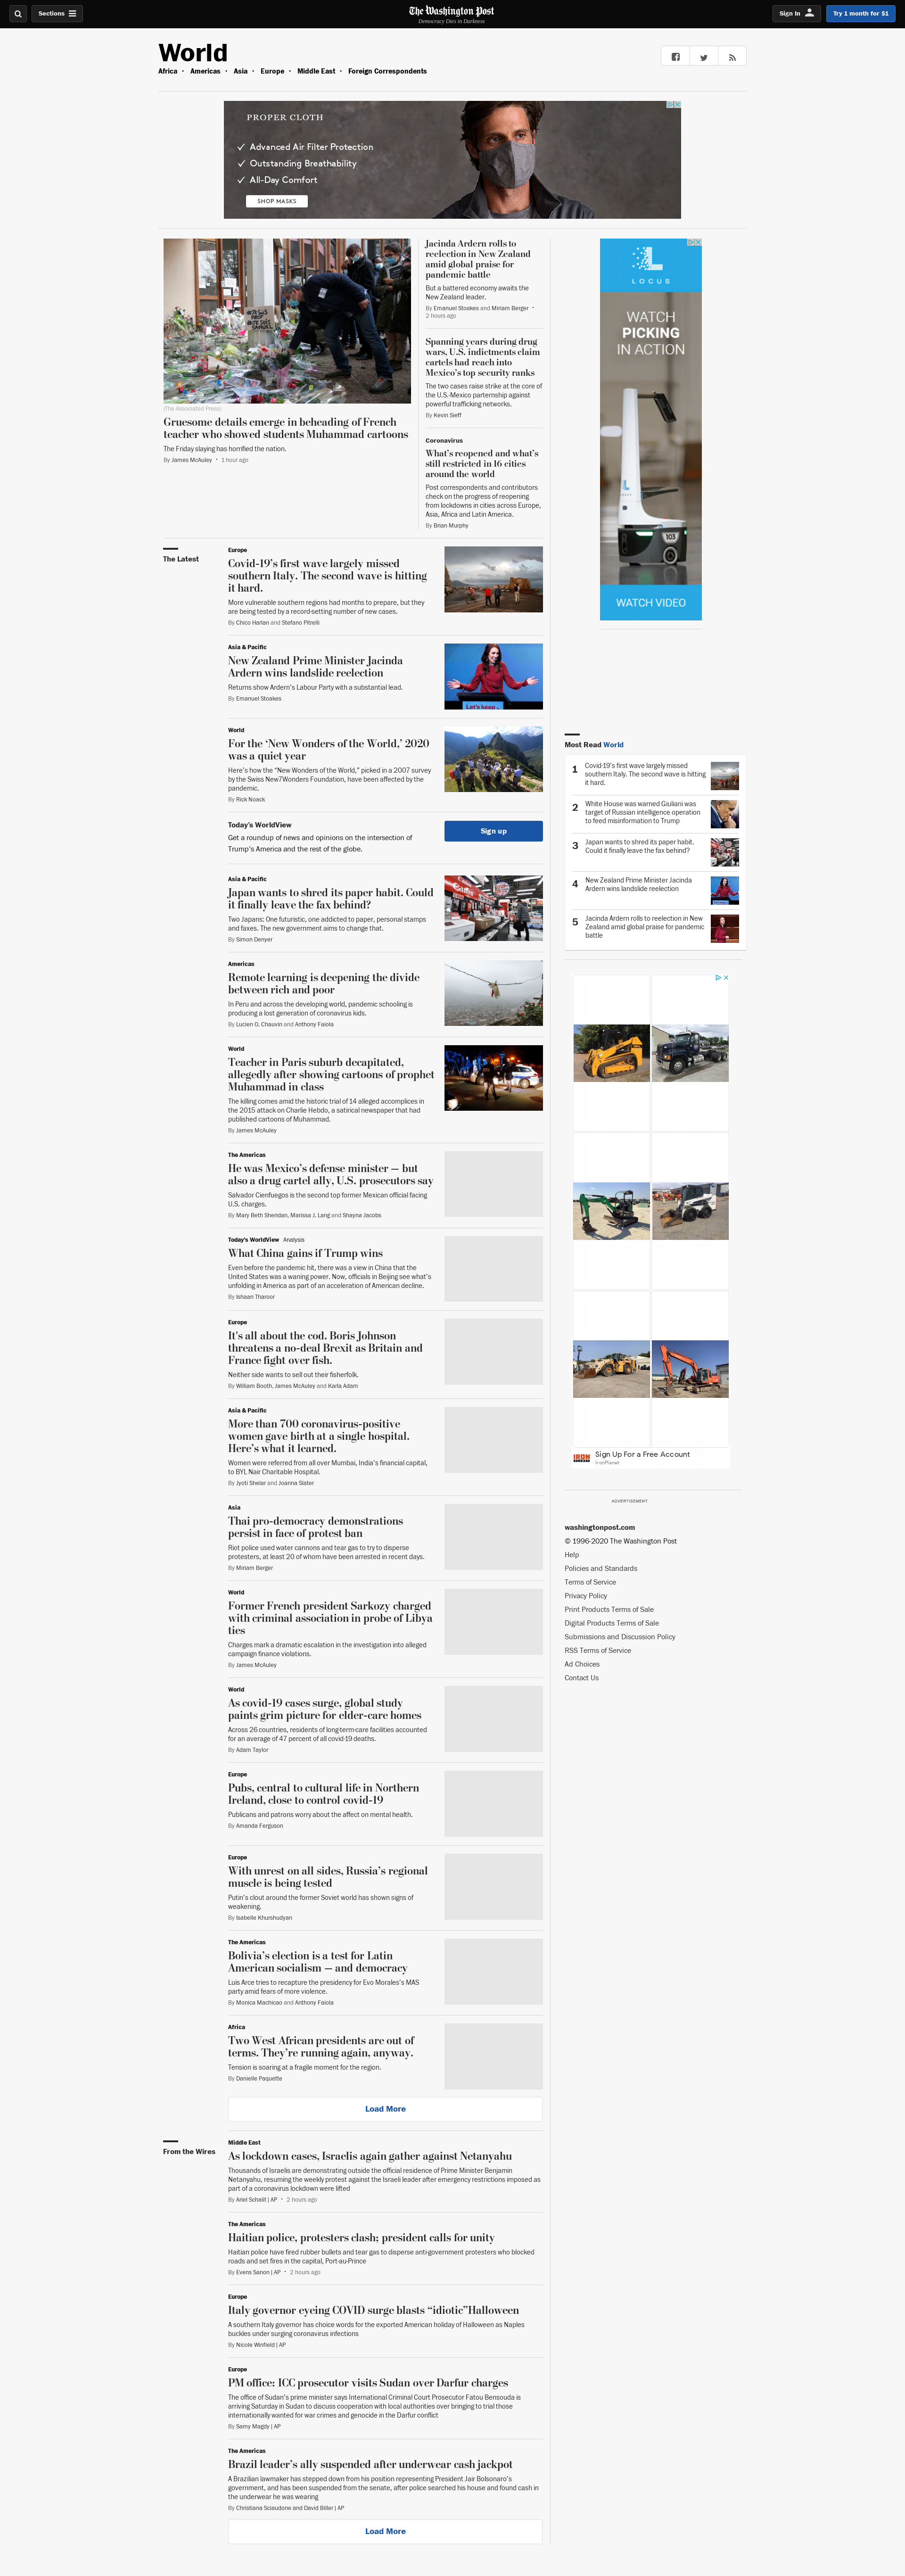 Sections
The Washington Post
Democracy Dies in Darkness
Sign In
Try 1 month for $1
World
Africa • Americas • Asia • Europe • Middle East • Foreign Correspondents
PROPER CLOTH
Advanced Air Filter Protection
Outstanding Breathability
All-Day Comfort
SHOP MASKS
(The Associated Press)
Gruesome details emerge in beheading of French
teacher who showed students Muhammad cartoons
The Friday slaying has horrified the nation.
By James McAuley • 1 hour ago
Jacinda Ardern rolls to
reelection in New Zealand
amid global praise for
pandemic battle
But a battered economy awaits the
New Zealand leader.
By Emanuel Stoakes and Miriam Berger •
2 hours ago
Spanning years during drug
wars, U.S. indictments claim
cartels had reach into
Mexico's top security ranks
The two cases raise strike at the core of
the U.S.-Mexico parternship against
powerful trafficking networks.
By Kevin Sieff
Coronavirus
What's reopened and what's
still restricted in 16 cities
around the world
Post correspondents and contributors
check on the progress of reopening
from lockdowns in cities across Europe,
Asia, Africa and Latin America.
By Brian Murphy
LOCUS
WATCH
PICKING
IN ACTION
103
WATCH VIDEO
The Latest
Europe
Covid-19's first wave largely missed
southern Italy. The second wave is hitting
it hard.
More vulnerable southern regions had months to prepare, but they
are being tested by a record-setting number of new cases.
By Chico Harlan and Stefano Pitrelli
Asia & Pacific
New Zealand Prime Minister Jacinda
Ardern wins landslide reelection
Returns show Ardern's Labour Party with a substantial lead.
By Emanuel Stoakes
Let's keep
World
For the 'New Wonders of the World,' 2020
was a quiet year
Here's how the "New Wonders of the World," picked in a 2007 survey
by the Swiss New7Wonders Foundation, have been affected by the
pandemic.
By Rick Noack
Today's WorldView
Get a roundup of news and opinions on the intersection of
Trump's America and the rest of the globe.
Sign up
Asia & Pacific
Japan wants to shred its paper habit. Could
it finally leave the fax behind?
Two Japans: One futuristic, one addicted to paper, personal stamps
and faxes. The new government aims to change that.
By Simon Denyer
Americas
Remote learning is deepening the divide
between rich and poor
In Peru and across the developing world, pandemic schooling is
producing a lost generation of coronavirus kids.
By Lucien O. Chauvin and Anthony Faiola
World
Teacher in Paris suburb decapitated,
allegedly after showing cartoons of prophet
Muhammad in class
The killing comes amid the historic trial of 14 alleged accomplices in
the 2015 attack on Charlie Hebdo, a satirical newspaper that had
published cartoons of Muhammad.
By James McAuley
The Americas
He was Mexico's defense minister — but
also a drug cartel ally, U.S. prosecutors say
Salvador Cienfuegos is the second top former Mexican official facing
U.S. charges.
By Mary Beth Sheridan, Marissa J. Lang and Shayna Jacobs
Today's WorldView Analysis
What China gains if Trump wins
Even before the pandemic hit, there was a view in China that the
United States was a waning power. Now, officials in Beijing see what's
unfolding in America as part of an acceleration of American decline.
By Ishaan Tharoor
Europe
It's all about the cod. Boris Johnson
threatens a no-deal Brexit as Britain and
France fight over fish.
Neither side wants to sell out their fisherfolk.
By William Booth, James McAuley and Karla Adam
Asia & Pacific
More than 700 coronavirus-positive
women gave birth at a single hospital.
Here's what it learned.
Women were referred from all over Mumbai, India's financial capital,
to BYL Nair Charitable Hospital.
By Jyoti Shelar and Joanna Slater
Asia
Thai pro-democracy demonstrations
persist in face of protest ban
Riot police used water cannons and tear gas to try to disperse
protesters, at least 20 of whom have been arrested in recent days.
By Miriam Berger
World
Former French president Sarkozy charged
with criminal association in probe of Libya
ties
Charges mark a dramatic escalation in the investigation into alleged
campaign finance violations.
By James McAuley
World
As covid-19 cases surge, global study
paints grim picture for elder-care homes
Across 26 countries, residents of long-term-care facilities accounted
for an average of 47 percent of all covid-19 deaths.
By Adam Taylor
Europe
Pubs, central to cultural life in Northern
Ireland, close to control covid-19
Publicans and patrons worry about the affect on mental health.
By Amanda Ferguson
Europe
With unrest on all sides, Russia's regional
muscle is being tested
Putin's clout around the former Soviet world has shown signs of
weakening.
By Isabelle Khurshudyan
The Americas
Bolivia's election is a test for Latin
American socialism — and democracy
Luis Arce tries to recapture the presidency for Evo Morales's MAS
party amid fears of more violence.
By Monica Machicao and Anthony Faiola
Africa
Two West African presidents are out of
terms. They're running again, anyway.
Tension is soaring at a fragile moment for the region.
By Danielle Paquette
Load More
Most Read World
1 Covid-19's first wave largely missed
southern Italy. The second wave is hitting
it hard.
2 White House was warned Giuliani was
target of Russian intelligence operation
to feed misinformation to Trump
3 Japan wants to shred its paper habit.
Could it finally leave the fax behind?
4 New Zealand Prime Minister Jacinda
Ardern wins landslide reelection
5 Jacinda Ardern rolls to reelection in New
Zealand amid global praise for pandemic
battle
IRON
Sign Up For a Free Account
IronPlanet
ADVERTISEMENT
washingtonpost.com
© 1996-2020 The Washington Post
Help
Policies and Standards
Terms of Service
Privacy Policy
Print Products Terms of Sale
Digital Products Terms of Sale
Submissions and Discussion Policy
RSS Terms of Service
Ad Choices
Contact Us
From the Wires
Middle East
As lockdown eases, Israelis again gather against Netanyahu
Thousands of Israelis are demonstrating outside the official residence of Prime Minister Benjamin
Netanyahu, resuming the weekly protest against the Israeli leader after emergency restrictions imposed as
part of a coronavirus lockdown were lifted
By Ariel Schalit | AP • 2 hours ago
The Americas
Haitian police, protesters clash; president calls for unity
Haitian police have fired rubber bullets and tear gas to disperse anti-government protesters who blocked
roads and set fires in the capital, Port-au-Prince
By Evens Sanon | AP • 2 hours ago
Europe
Italy governor eyeing COVID surge blasts “idiotic”Halloween
A southern Italy governor has choice words for the exported American holiday of Halloween as Naples
buckles under surging coronavirus infections
By Nicole Winfield | AP
Europe
PM office: ICC prosecutor visits Sudan over Darfur charges
The office of Sudan's prime minister says International Criminal Court Prosecutor Fatou Bensouda is
arriving Saturday in Sudan to discuss cooperation with local authorities over bringing to trial those
internationally wanted for war crimes and genocide in the Darfur conflict
By Samy Magdy | AP
The Americas
Brazil leader's ally suspended after underwear cash jackpot
A Brazilian lawmaker has stepped down from his position representing President Jair Bolsonaro's
government, and has been suspended from the senate, after police searched his house and found cash in
the underwear he was wearing
By Christiana Sciaudone and David Biller | AP
Load More